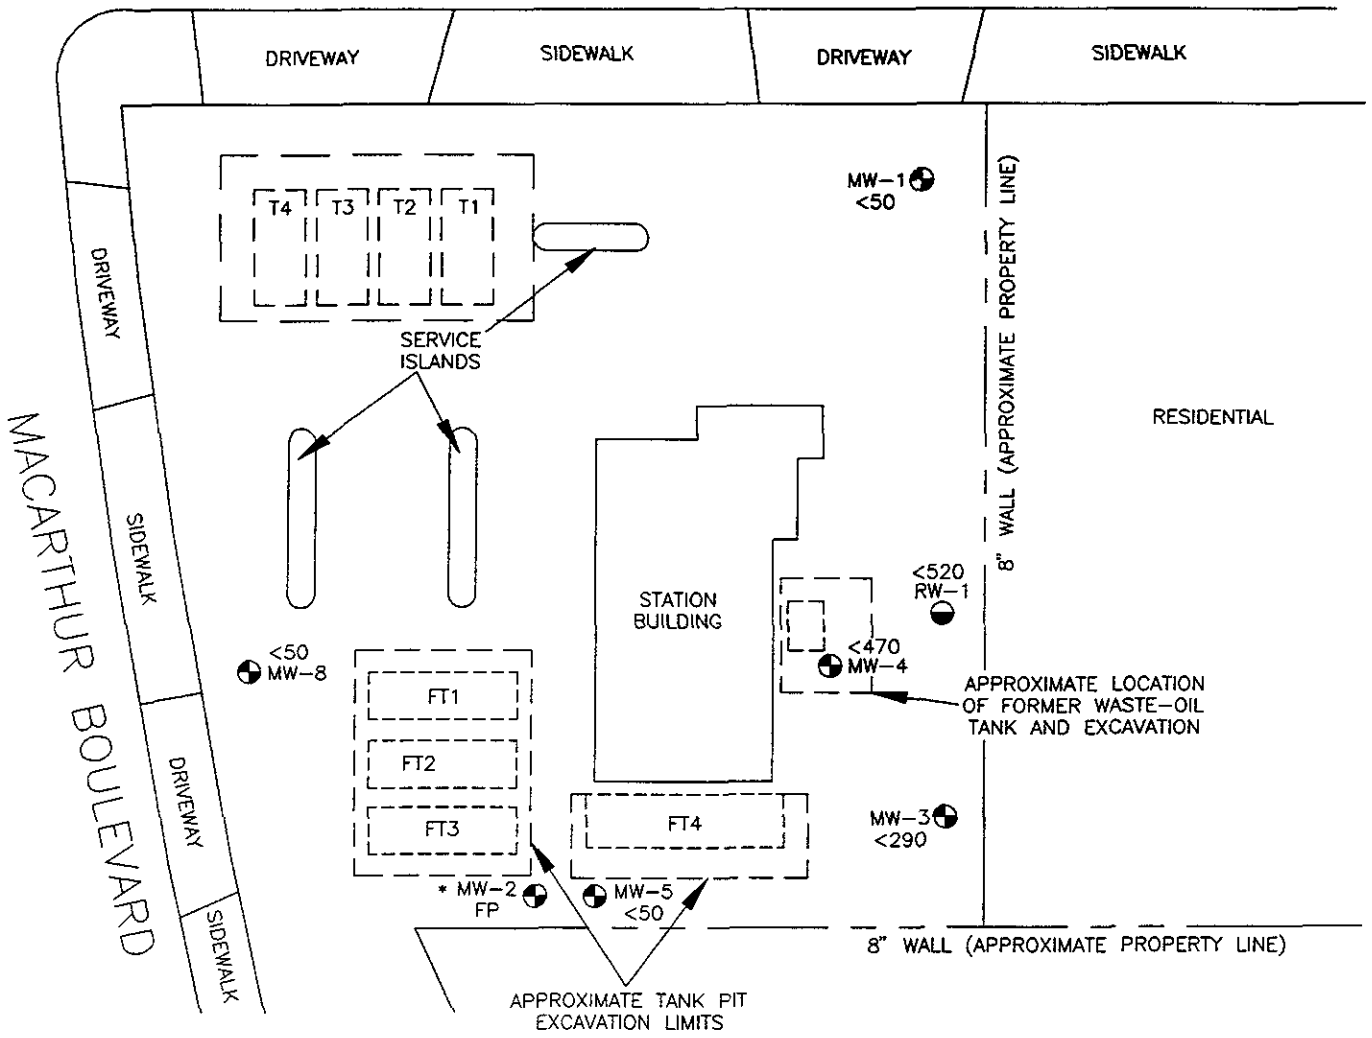 DRIVEWAY
SIDEWALK
DRIVEWAY
SIDEWALK
MW-1
<50
T4
T3
T2
T1
8" WALL (APPROXIMATE PROPERTY LINE)
DRIVEWAY
SERVICE
ISLANDS
RESIDENTIAL
MACARTHUR BOULEVARD
SIDEWALK
STATION
BUILDING
<520
RW-1
<50
MW-8
<470
MW-4
FT1
APPROXIMATE LOCATION
OF FORMER WASTE-OIL
TANK AND EXCAVATION
FT2
DRIVEWAY
FT3
FT4
MW-3
<290
* MW-2
FP
MW-5
<50
SIDEWALK
8" WALL (APPROXIMATE PROPERTY LINE)
APPROXIMATE TANK PIT
EXCAVATION LIMITS